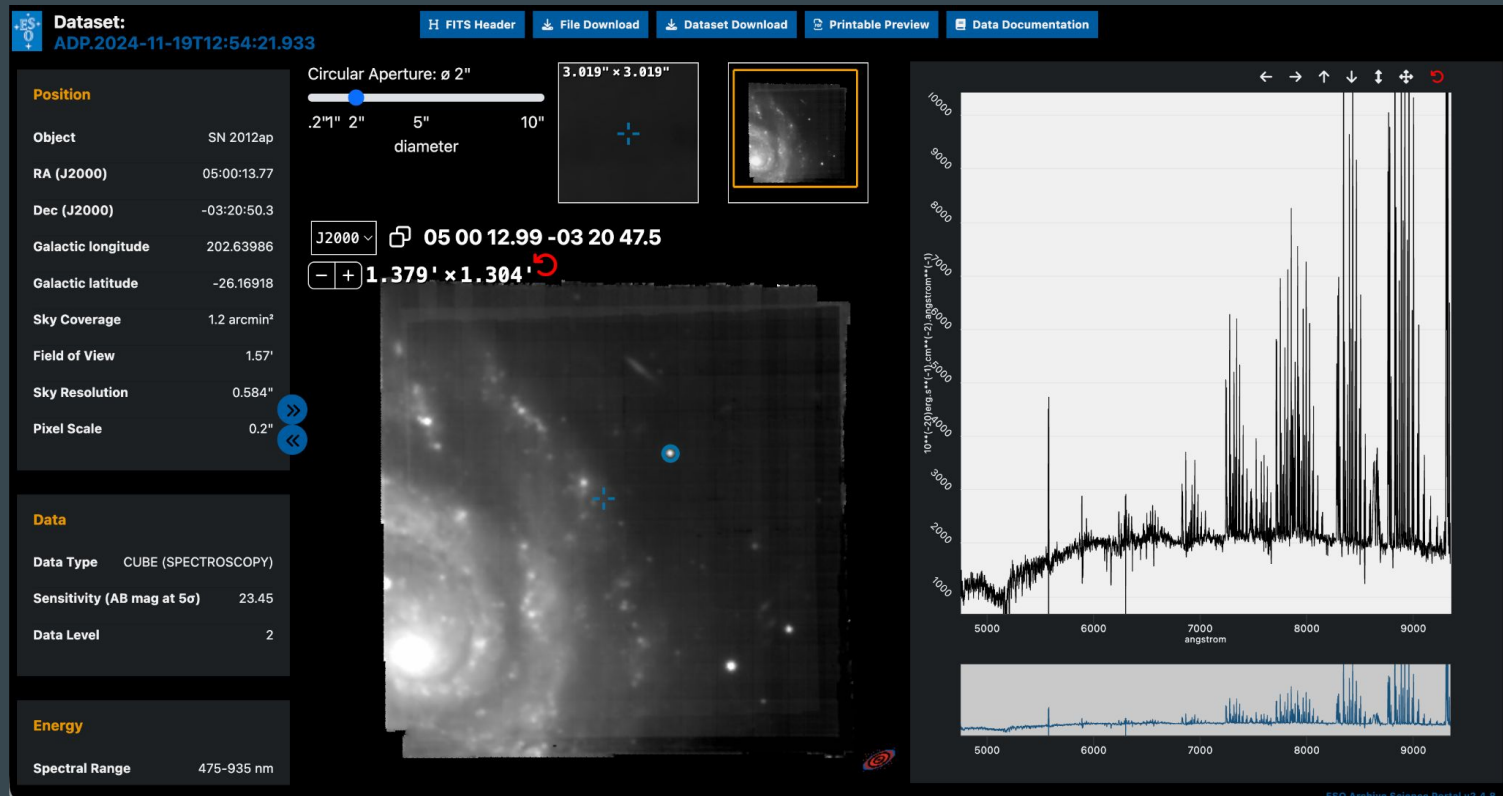 ES
O
Dataset:
ADP.2024-11-19T12:54:21.933
FITS Header
File Download
Dataset Download
Printable Preview
Data Documentation
Position
Object SN 2012ap
RA (J2000) 05:00:13.77
Dec (J2000) -03:20:50.3
Galactic longitude 202.63986
Galactic latitude -26.16918
Sky Coverage 1.2 arcmin²
Field of View 1.57'
Sky Resolution 0.584"
Pixel Scale 0.2"
Data
Data Type CUBE (SPECTROSCOPY)
Sensitivity (AB mag at 5σ) 23.45
Data Level 2
Energy
Spectral Range 475-935 nm
Circular Aperture: ø 2"
.2" 1" 2" 5" 10"
diameter
3.019" × 3.019"
J2000 05 00 12.99 -03 20 47.5
− + 1.379' × 1.304'
10000
9000
8000
7000
6000
5000
4000
3000
2000
1000
10**(-20)erg.s**(-1).cm**(-2).angstrom**(-1)
5000 6000 7000 8000 9000
angstrom
5000 6000 7000 8000 9000
ESO Archive Science Portal v2.4.8